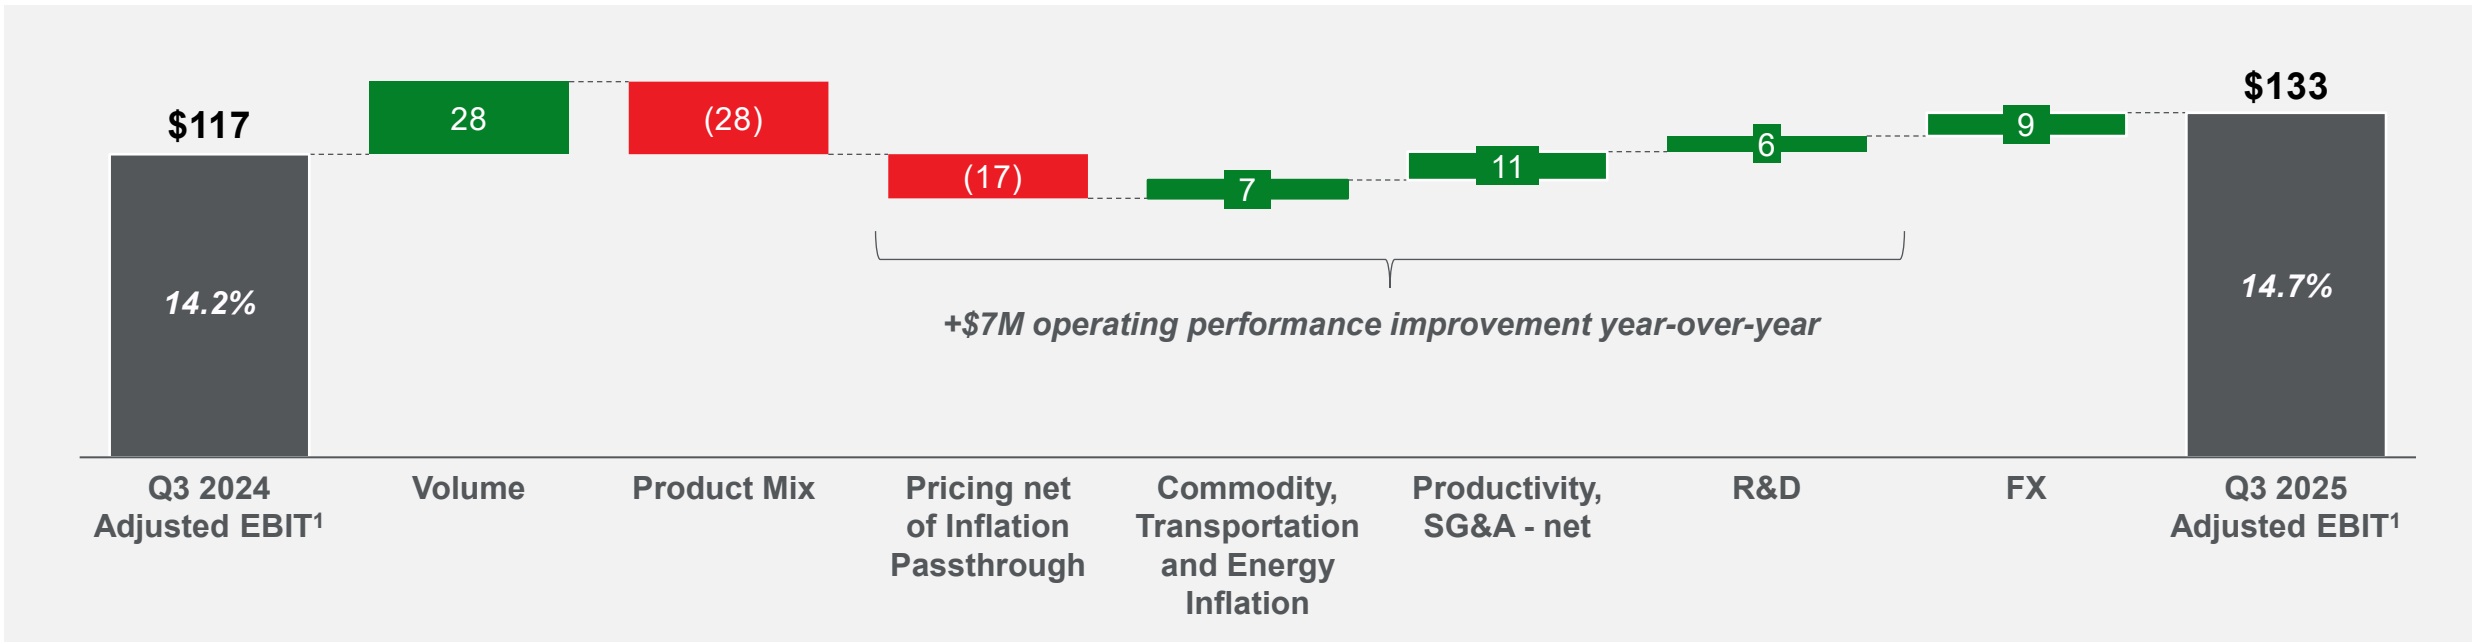 $117
28
(28)
(17)
7
11
6
9
$133
14.2%
14.7%
+$7M operating performance improvement year-over-year
Q3 2024
Adjusted EBIT¹
Volume
Product Mix
Pricing net
of Inflation
Passthrough
Commodity,
Transportation
and Energy
Inflation
Productivity,
SG&A - net
R&D
FX
Q3 2025
Adjusted EBIT¹